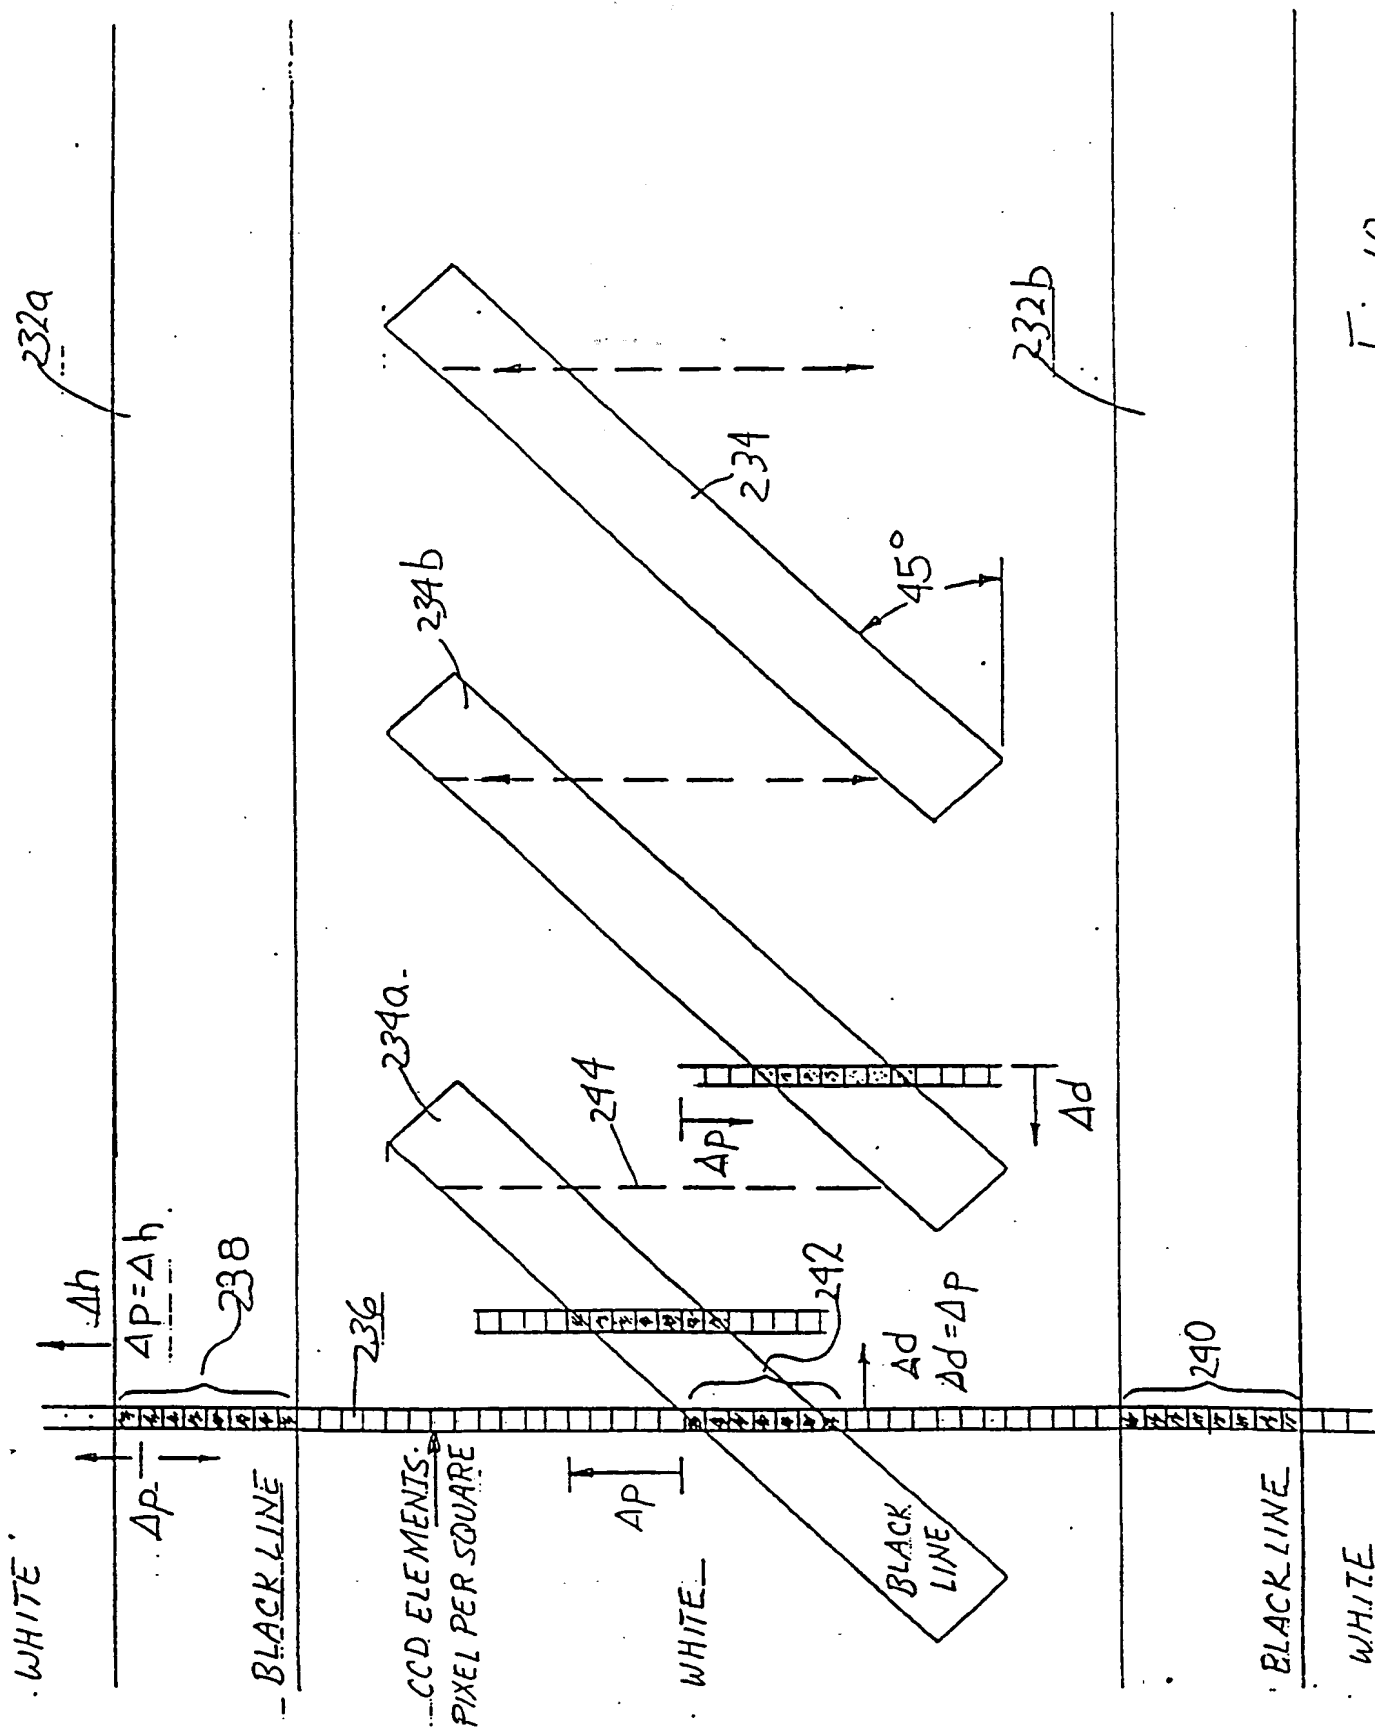 WHITE
Δh
232a
Δp=Δh.
238
Δp
BLACK LINE
236
CCD ELEMENTS.
PIXEL PER SQUARE
234a.
234b
244
Δp
Δp
234
45°
WHITE
242
BLACK
LINE
Δd
Δd=Δp
Δd
232b
240
BLACK LINE
WHITE